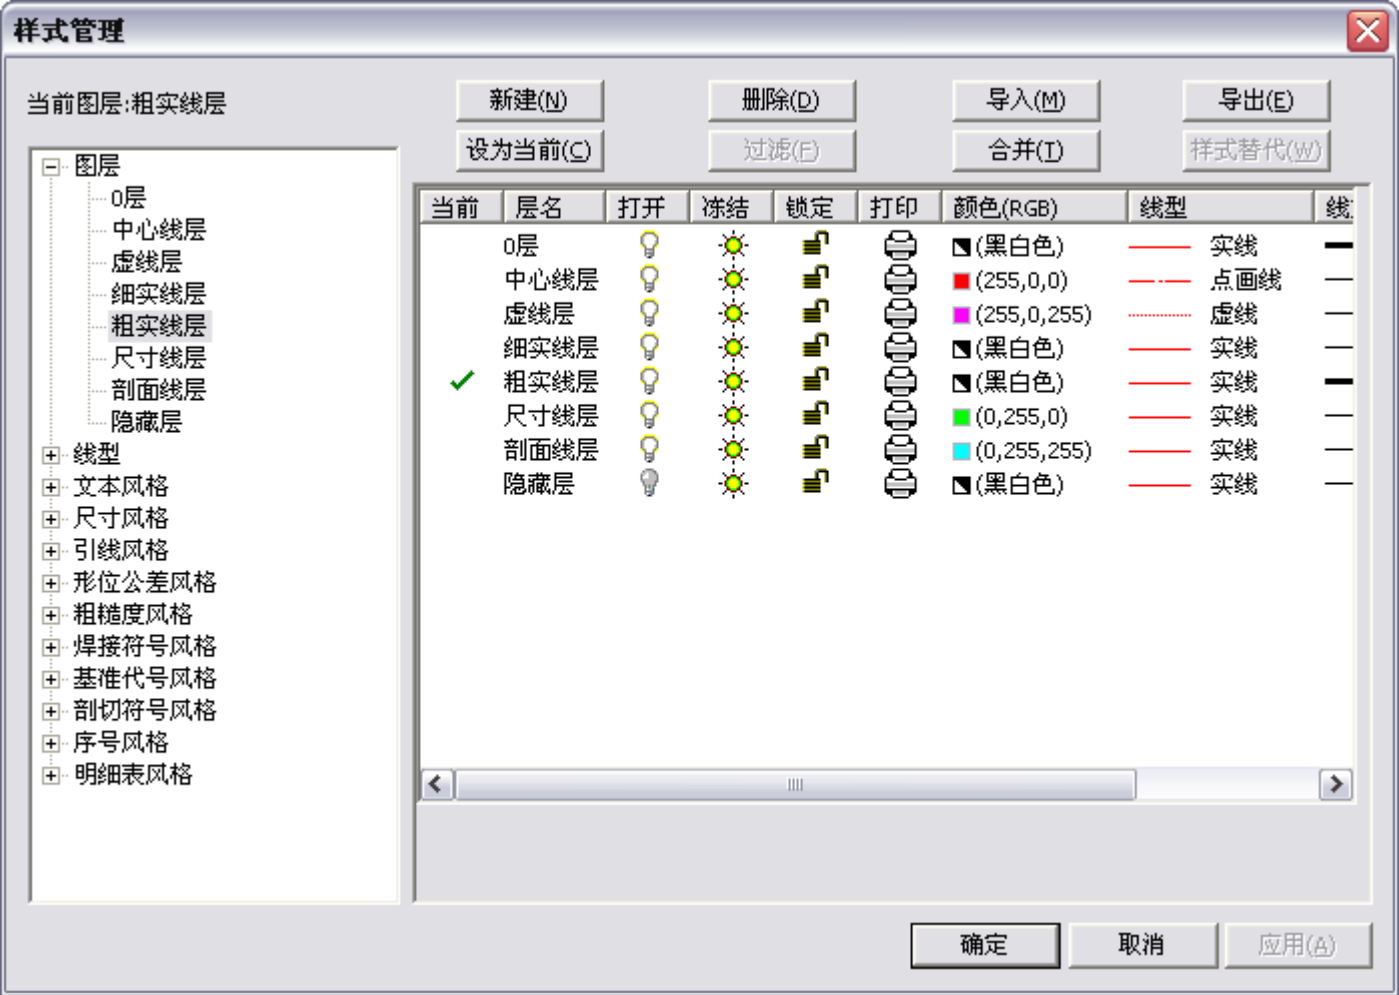 样式管理
当前图层:粗实线层
新建(N) 删除(D) 导入(M) 导出(E)
设为当前(C) 过滤(F) 合并(T) 样式替代(W)
图层
0层
中心线层
虚线层
细实线层
粗实线层
尺寸线层
剖面线层
隐藏层
线型
文本风格
尺寸风格
引线风格
形位公差风格
粗糙度风格
焊接符号风格
基准代号风格
剖切符号风格
序号风格
明细表风格
当前 层名 打开 冻结 锁定 打印 颜色(RGB) 线型 线
0层 (黑白色) 实线
中心线层 (255,0,0) 点画线
虚线层 (255,0,255) 虚线
细实线层 (黑白色) 实线
粗实线层 (黑白色) 实线
尺寸线层 (0,255,0) 实线
剖面线层 (0,255,255) 实线
隐藏层 (黑白色) 实线
确定 取消 应用(A)